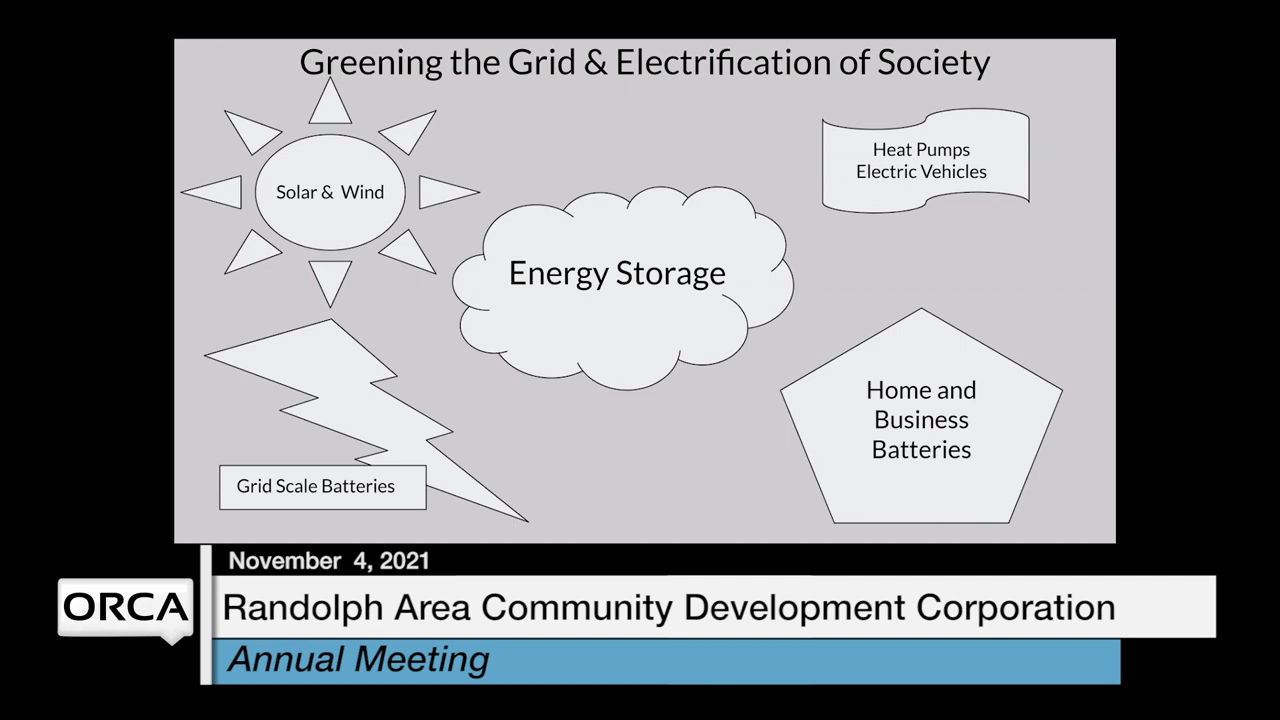 Greening the Grid & Electrification of Society
Solar & Wind
Heat Pumps
Electric Vehicles
Energy Storage
Home and
Business
Batteries
Grid Scale Batteries
November 4, 2021
ORCA
Randolph Area Community Development Corporation
Annual Meeting